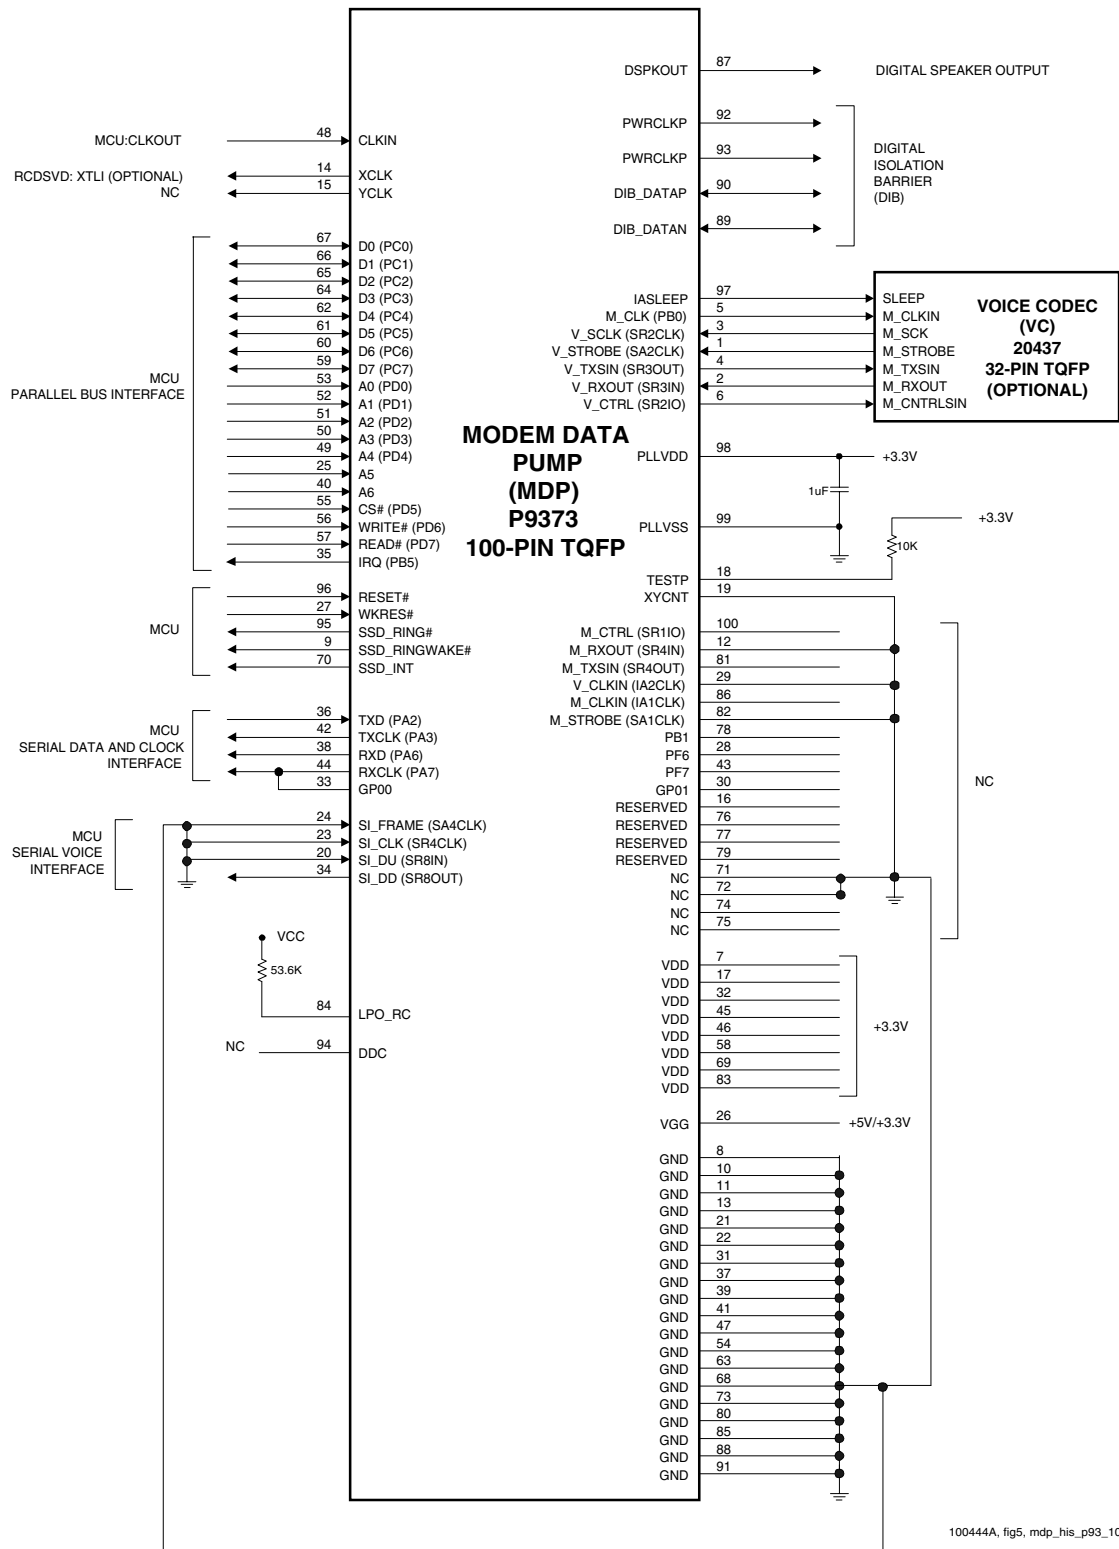 DSPKOUT 87 DIGITAL SPEAKER OUTPUT
PWRCLKP 92
PWRCLKP 93
DIB_DATAP 90
DIB_DATAN 89
DIGITAL
ISOLATION
BARRIER
(DIB)
MCU:CLKOUT 48 CLKIN
RCDSVD: XTLI (OPTIONAL) 14 XCLK
NC 15 YCLK
MCU
PARALLEL BUS INTERFACE
67 D0 (PC0)
66 D1 (PC1)
65 D2 (PC2)
64 D3 (PC3)
62 D4 (PC4)
61 D5 (PC5)
60 D6 (PC6)
59 D7 (PC7)
53 A0 (PD0)
52 A1 (PD1)
51 A2 (PD2)
50 A3 (PD3)
49 A4 (PD4)
25 A5
40 A6
55 CS# (PD5)
56 WRITE# (PD6)
57 READ# (PD7)
35 IRQ (PB5)
MCU
96 RESET#
27 WKRES#
95 SSD_RING#
9 SSD_RINGWAKE#
70 SSD_INT
MCU
SERIAL DATA AND CLOCK
INTERFACE
36 TXD (PA2)
42 TXCLK (PA3)
38 RXD (PA6)
44 RXCLK (PA7)
33 GP00
MCU
SERIAL VOICE
INTERFACE
24 SI_FRAME (SA4CLK)
23 SI_CLK (SR4CLK)
20 SI_DU (SR8IN)
34 SI_DD (SR8OUT)
VCC
53.6K
84 LPO_RC
NC 94 DDC
MODEM DATA
PUMP
(MDP)
P9373
100-PIN TQFP
IASLEEP 97 SLEEP
M_CLK (PB0) 5 M_CLKIN
V_SCLK (SR2CLK) 3 M_SCK
V_STROBE (SA2CLK) 1 M_STROBE
V_TXSIN (SR3OUT) 4 M_TXSIN
V_RXOUT (SR3IN) 2 M_RXOUT
V_CTRL (SR2IO) 6 M_CNTRLSIN
VOICE CODEC
(VC)
20437
32-PIN TQFP
(OPTIONAL)
PLLVDD 98 +3.3V
1uF
PLLVSS 99
+3.3V
10K
TESTP 18
XYCNT 19
M_CTRL (SR1IO) 100
M_RXOUT (SR4IN) 12
M_TXSIN (SR4OUT) 81
V_CLKIN (IA2CLK) 29
M_CLKIN (IA1CLK) 86
M_STROBE (SA1CLK) 82
PB1 78
PF6 28
PF7 43
GP01 30
RESERVED 16
RESERVED 76
RESERVED 77
RESERVED 79
NC 71
NC 72
NC 74
NC 75
NC
VDD 7
VDD 17
VDD 32
VDD 45
VDD 46
VDD 58
VDD 69
VDD 83
+3.3V
VGG 26 +5V/+3.3V
GND 8
GND 10
GND 11
GND 13
GND 21
GND 22
GND 31
GND 37
GND 39
GND 41
GND 47
GND 54
GND 63
GND 68
GND 73
GND 80
GND 85
GND 88
GND 91
100444A, fig5, mdp_his_p93_10